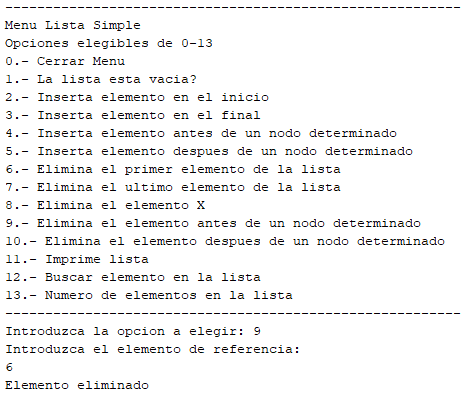 ---------------------------------------------------------
Menu Lista Simple
Opciones elegibles de 0-13
0.- Cerrar Menu
1.- La lista esta vacia?
2.- Inserta elemento en el inicio
3.- Inserta elemento en el final
4.- Inserta elemento antes de un nodo determinado
5.- Inserta elemento despues de un nodo determinado
6.- Elimina el primer elemento de la lista
7.- Elimina el ultimo elemento de la lista
8.- Elimina el elemento X
9.- Elimina el elemento antes de un nodo determinado
10.- Elimina el elemento despues de un nodo determinado
11.- Imprime lista
12.- Buscar elemento en la lista
13.- Numero de elementos en la lista
---------------------------------------------------------
Introduzca la opcion a elegir: 9
Introduzca el elemento de referencia:
6
Elemento eliminado